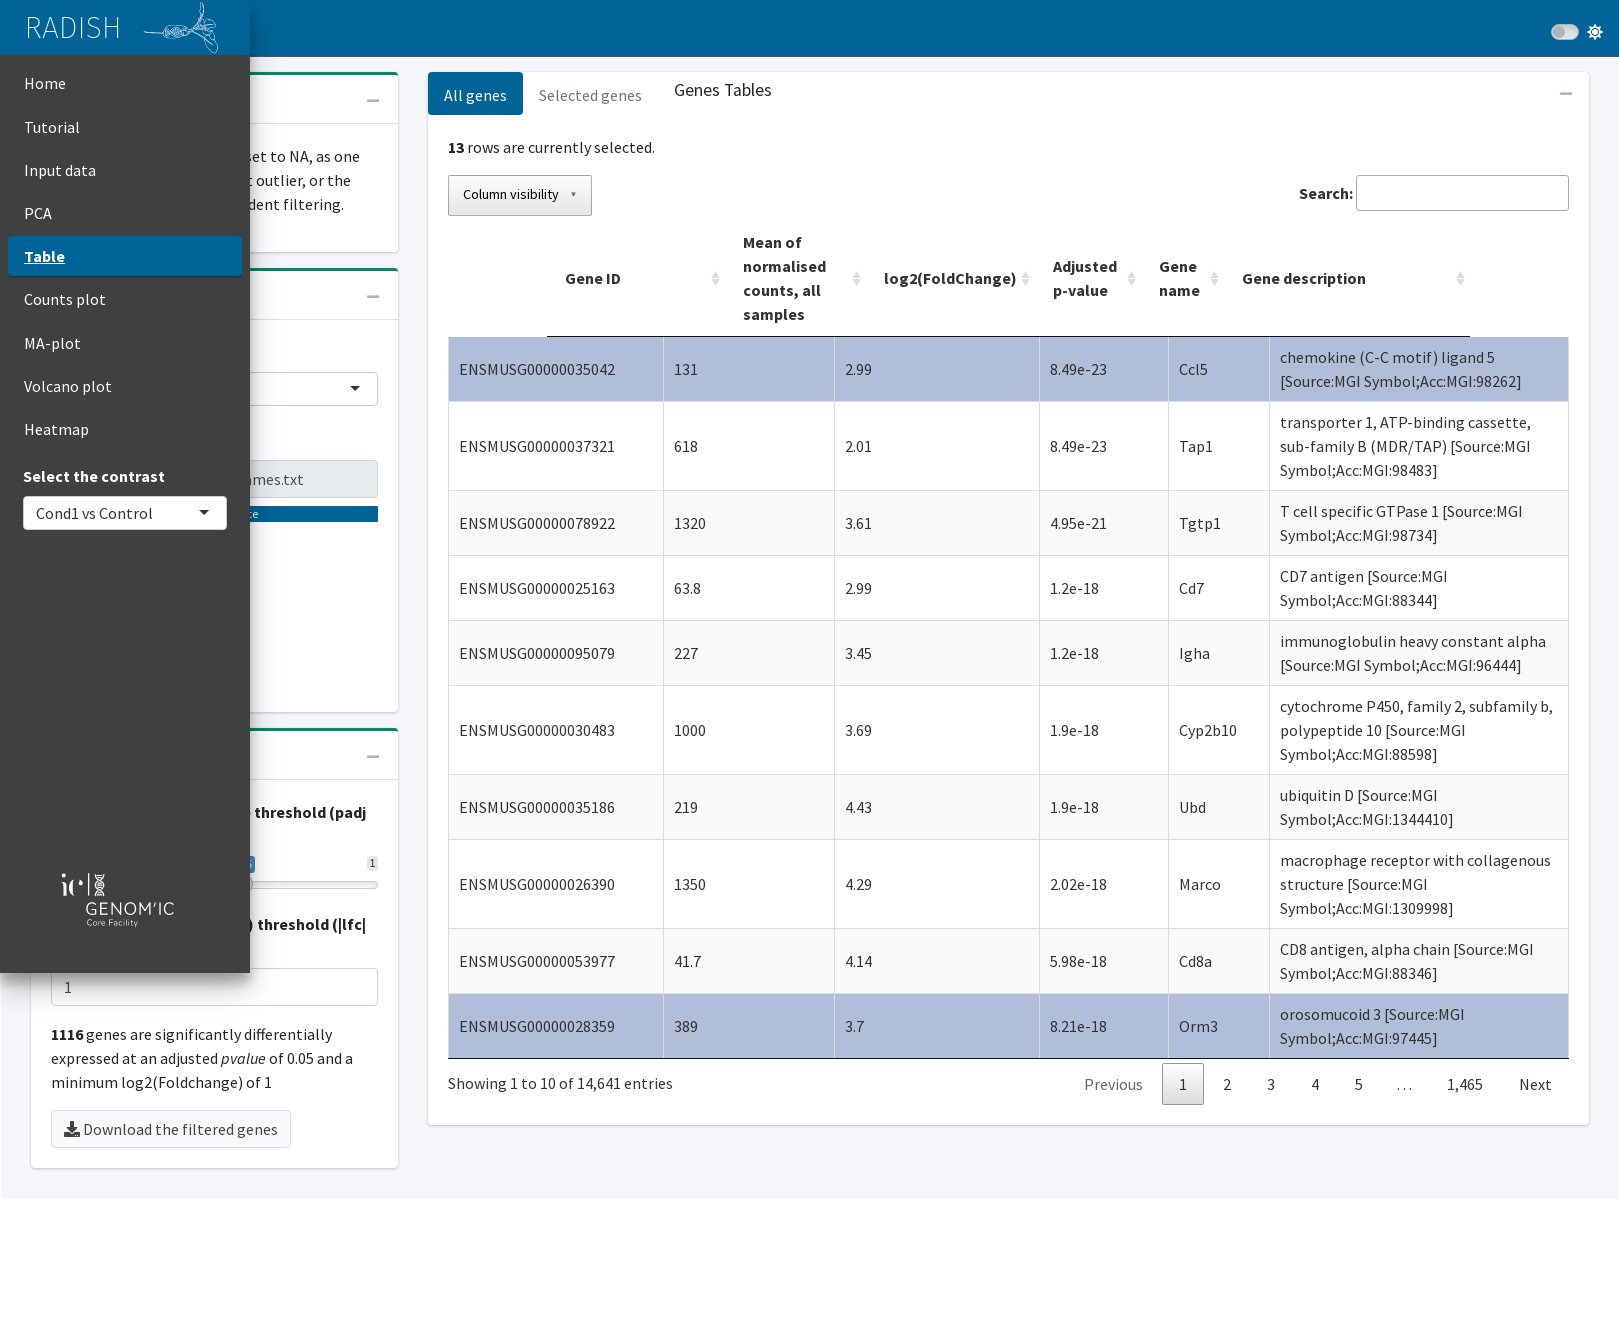 RADISH
Home
Tutorial
Input data
PCA
Table
Counts plot
MA-plot
Volcano plot
Heatmap
Select the contrast
Cond1 vs Control
GENOM'IC
Core Facility
set to NA, as one
outlier, or the
filtering.
.txt
threshold (padj
1
threshold (|lfc|
1
1116 genes are significantly differentially
expressed at an adjusted pvalue of 0.05 and a
minimum log2(Foldchange) of 1
Download the filtered genes
All genes Selected genes Genes Tables
13 rows are currently selected.
Column visibility Search:
Gene ID Mean of normalised counts, all samples log2(FoldChange) Adjusted p-value Gene name Gene description
ENSMUSG00000035042 131 2.99 8.49e-23 Ccl5 chemokine (C-C motif) ligand 5
[Source:MGI Symbol;Acc:MGI:98262]
ENSMUSG00000037321 618 2.01 8.49e-23 Tap1 transporter 1, ATP-binding cassette,
sub-family B (MDR/TAP) [Source:MGI
Symbol;Acc:MGI:98483]
ENSMUSG00000078922 1320 3.61 4.95e-21 Tgtp1 T cell specific GTPase 1 [Source:MGI
Symbol;Acc:MGI:98734]
ENSMUSG00000025163 63.8 2.99 1.2e-18 Cd7 CD7 antigen [Source:MGI
Symbol;Acc:MGI:88344]
ENSMUSG00000095079 227 3.45 1.2e-18 Igha immunoglobulin heavy constant alpha
[Source:MGI Symbol;Acc:MGI:96444]
ENSMUSG00000030483 1000 3.69 1.9e-18 Cyp2b10 cytochrome P450, family 2, subfamily b,
polypeptide 10 [Source:MGI
Symbol;Acc:MGI:88598]
ENSMUSG00000035186 219 4.43 1.9e-18 Ubd ubiquitin D [Source:MGI
Symbol;Acc:MGI:1344410]
ENSMUSG00000026390 1350 4.29 2.02e-18 Marco macrophage receptor with collagenous
structure [Source:MGI
Symbol;Acc:MGI:1309998]
ENSMUSG00000053977 41.7 4.14 5.98e-18 Cd8a CD8 antigen, alpha chain [Source:MGI
Symbol;Acc:MGI:88346]
ENSMUSG00000028359 389 3.7 8.21e-18 Orm3 orosomucoid 3 [Source:MGI
Symbol;Acc:MGI:97445]
Showing 1 to 10 of 14,641 entries Previous 1 2 3 4 5 ... 1,465 Next